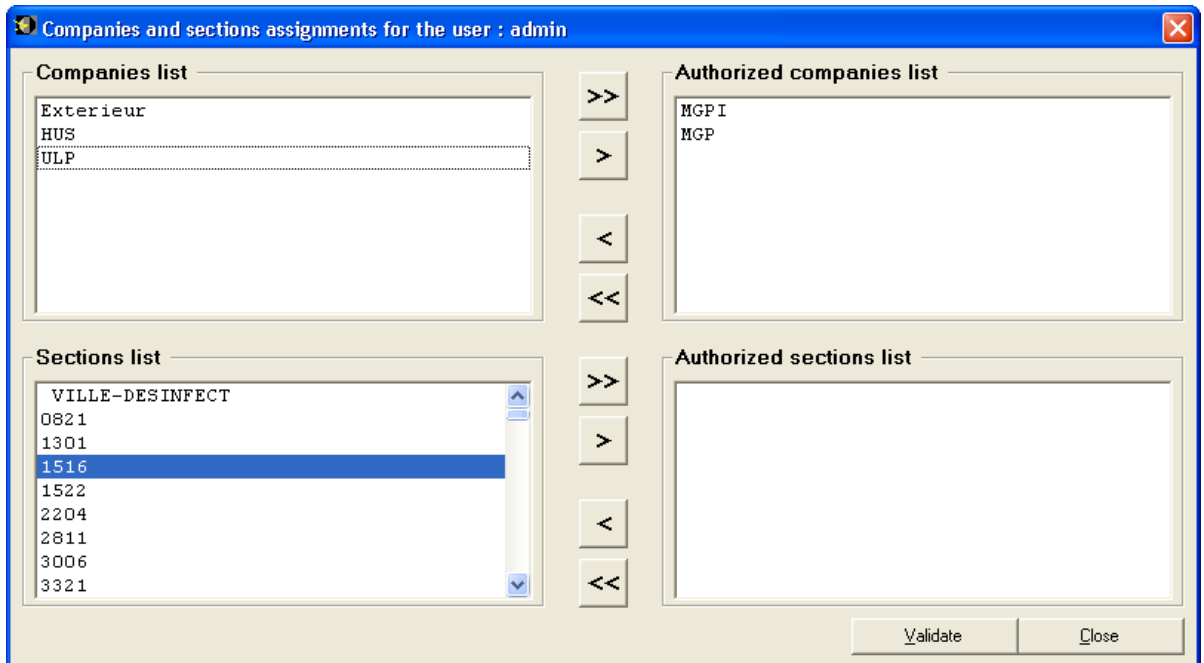 Companies and sections assignments for the user : admin
Companies list
Exterieur
HUS
ULP
>>
>
<
<<
Authorized companies list
MGPI
MGP
Sections list
VILLE-DESINFECT
0821
1301
1516
1522
2204
2811
3006
3321
>>
>
<
<<
Authorized sections list
Validate
Close